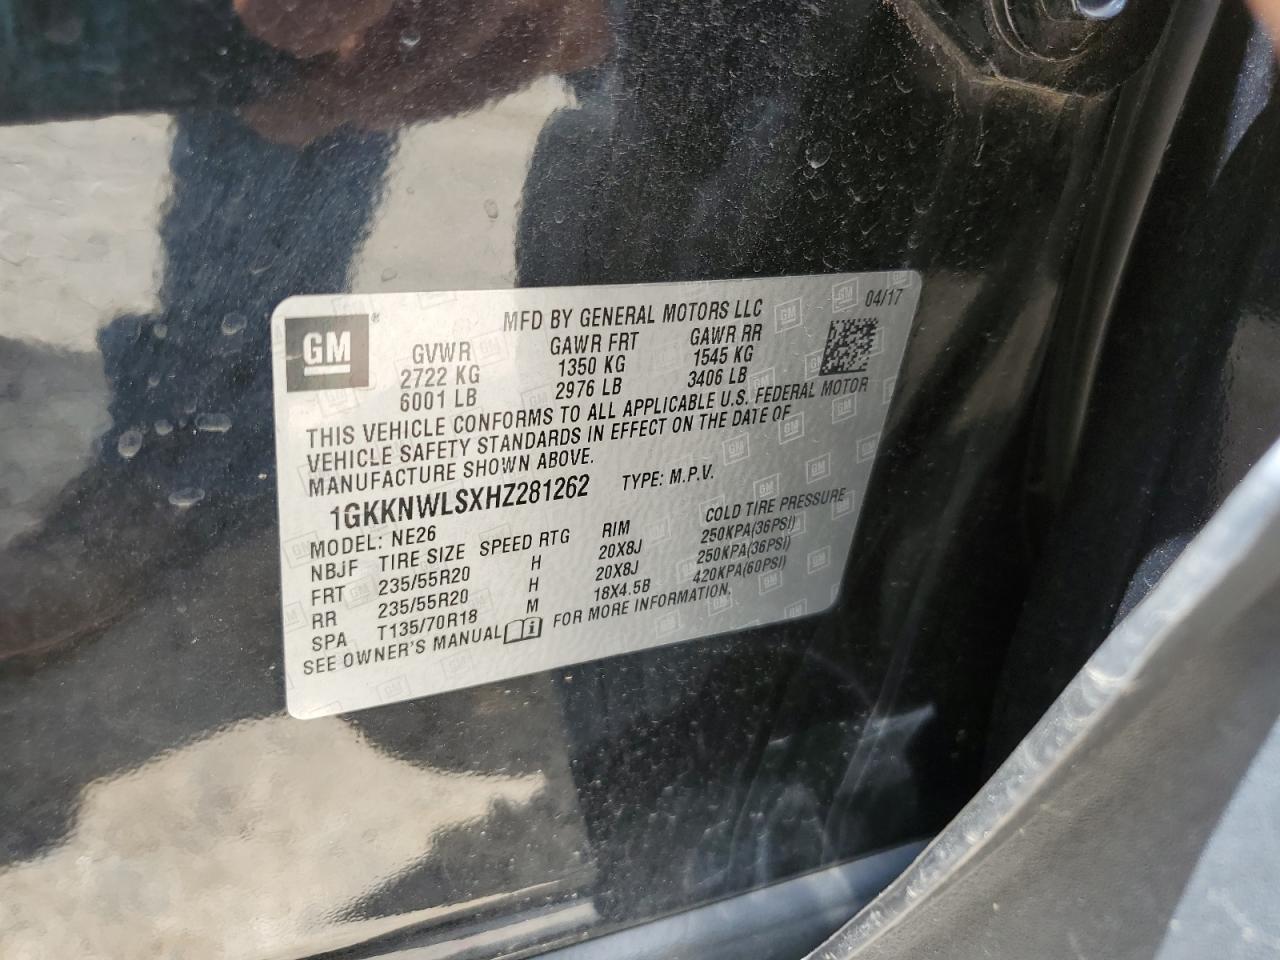 04/17
GM ®
MFD BY GENERAL MOTORS LLC
GVWR GAWR FRT GAWR RR
2722 KG 1350 KG 1545 KG
6001 LB 2976 LB 3406 LB
THIS VEHICLE CONFORMS TO ALL APPLICABLE U.S. FEDERAL MOTOR
VEHICLE SAFETY STANDARDS IN EFFECT ON THE DATE OF
MANUFACTURE SHOWN ABOVE.
1GKKNWLSXHZ281262 TYPE: M.P.V.
MODEL: NE26
NBJF TIRE SIZE SPEED RTG RIM COLD TIRE PRESSURE
FRT 235/55R20 H 20X8J 250KPA(36PSI)
RR 235/55R20 H 20X8J 250KPA(36PSI)
SPA T135/70R18 M 18X4.5B 420KPA(60PSI)
SEE OWNER'S MANUAL i FOR MORE INFORMATION.